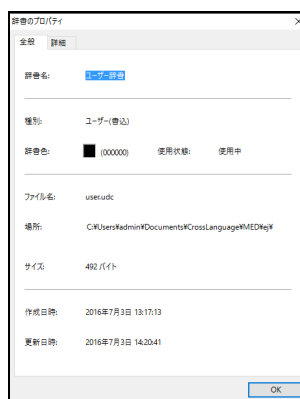 辞書のプロパティ
全般 詳細
辞書名: ユーザー辞書
種別: ユーザー(書込)
辞書色: (000000) 使用状態: 使用中
ファイル名: user.udc
場所: C:¥Users¥admin¥Documents¥CrossLanguage¥MED¥ej¥
サイズ: 492 バイト
作成日時: 2016年7月3日 13:17:13
更新日時: 2016年7月3日 14:20:41
OK